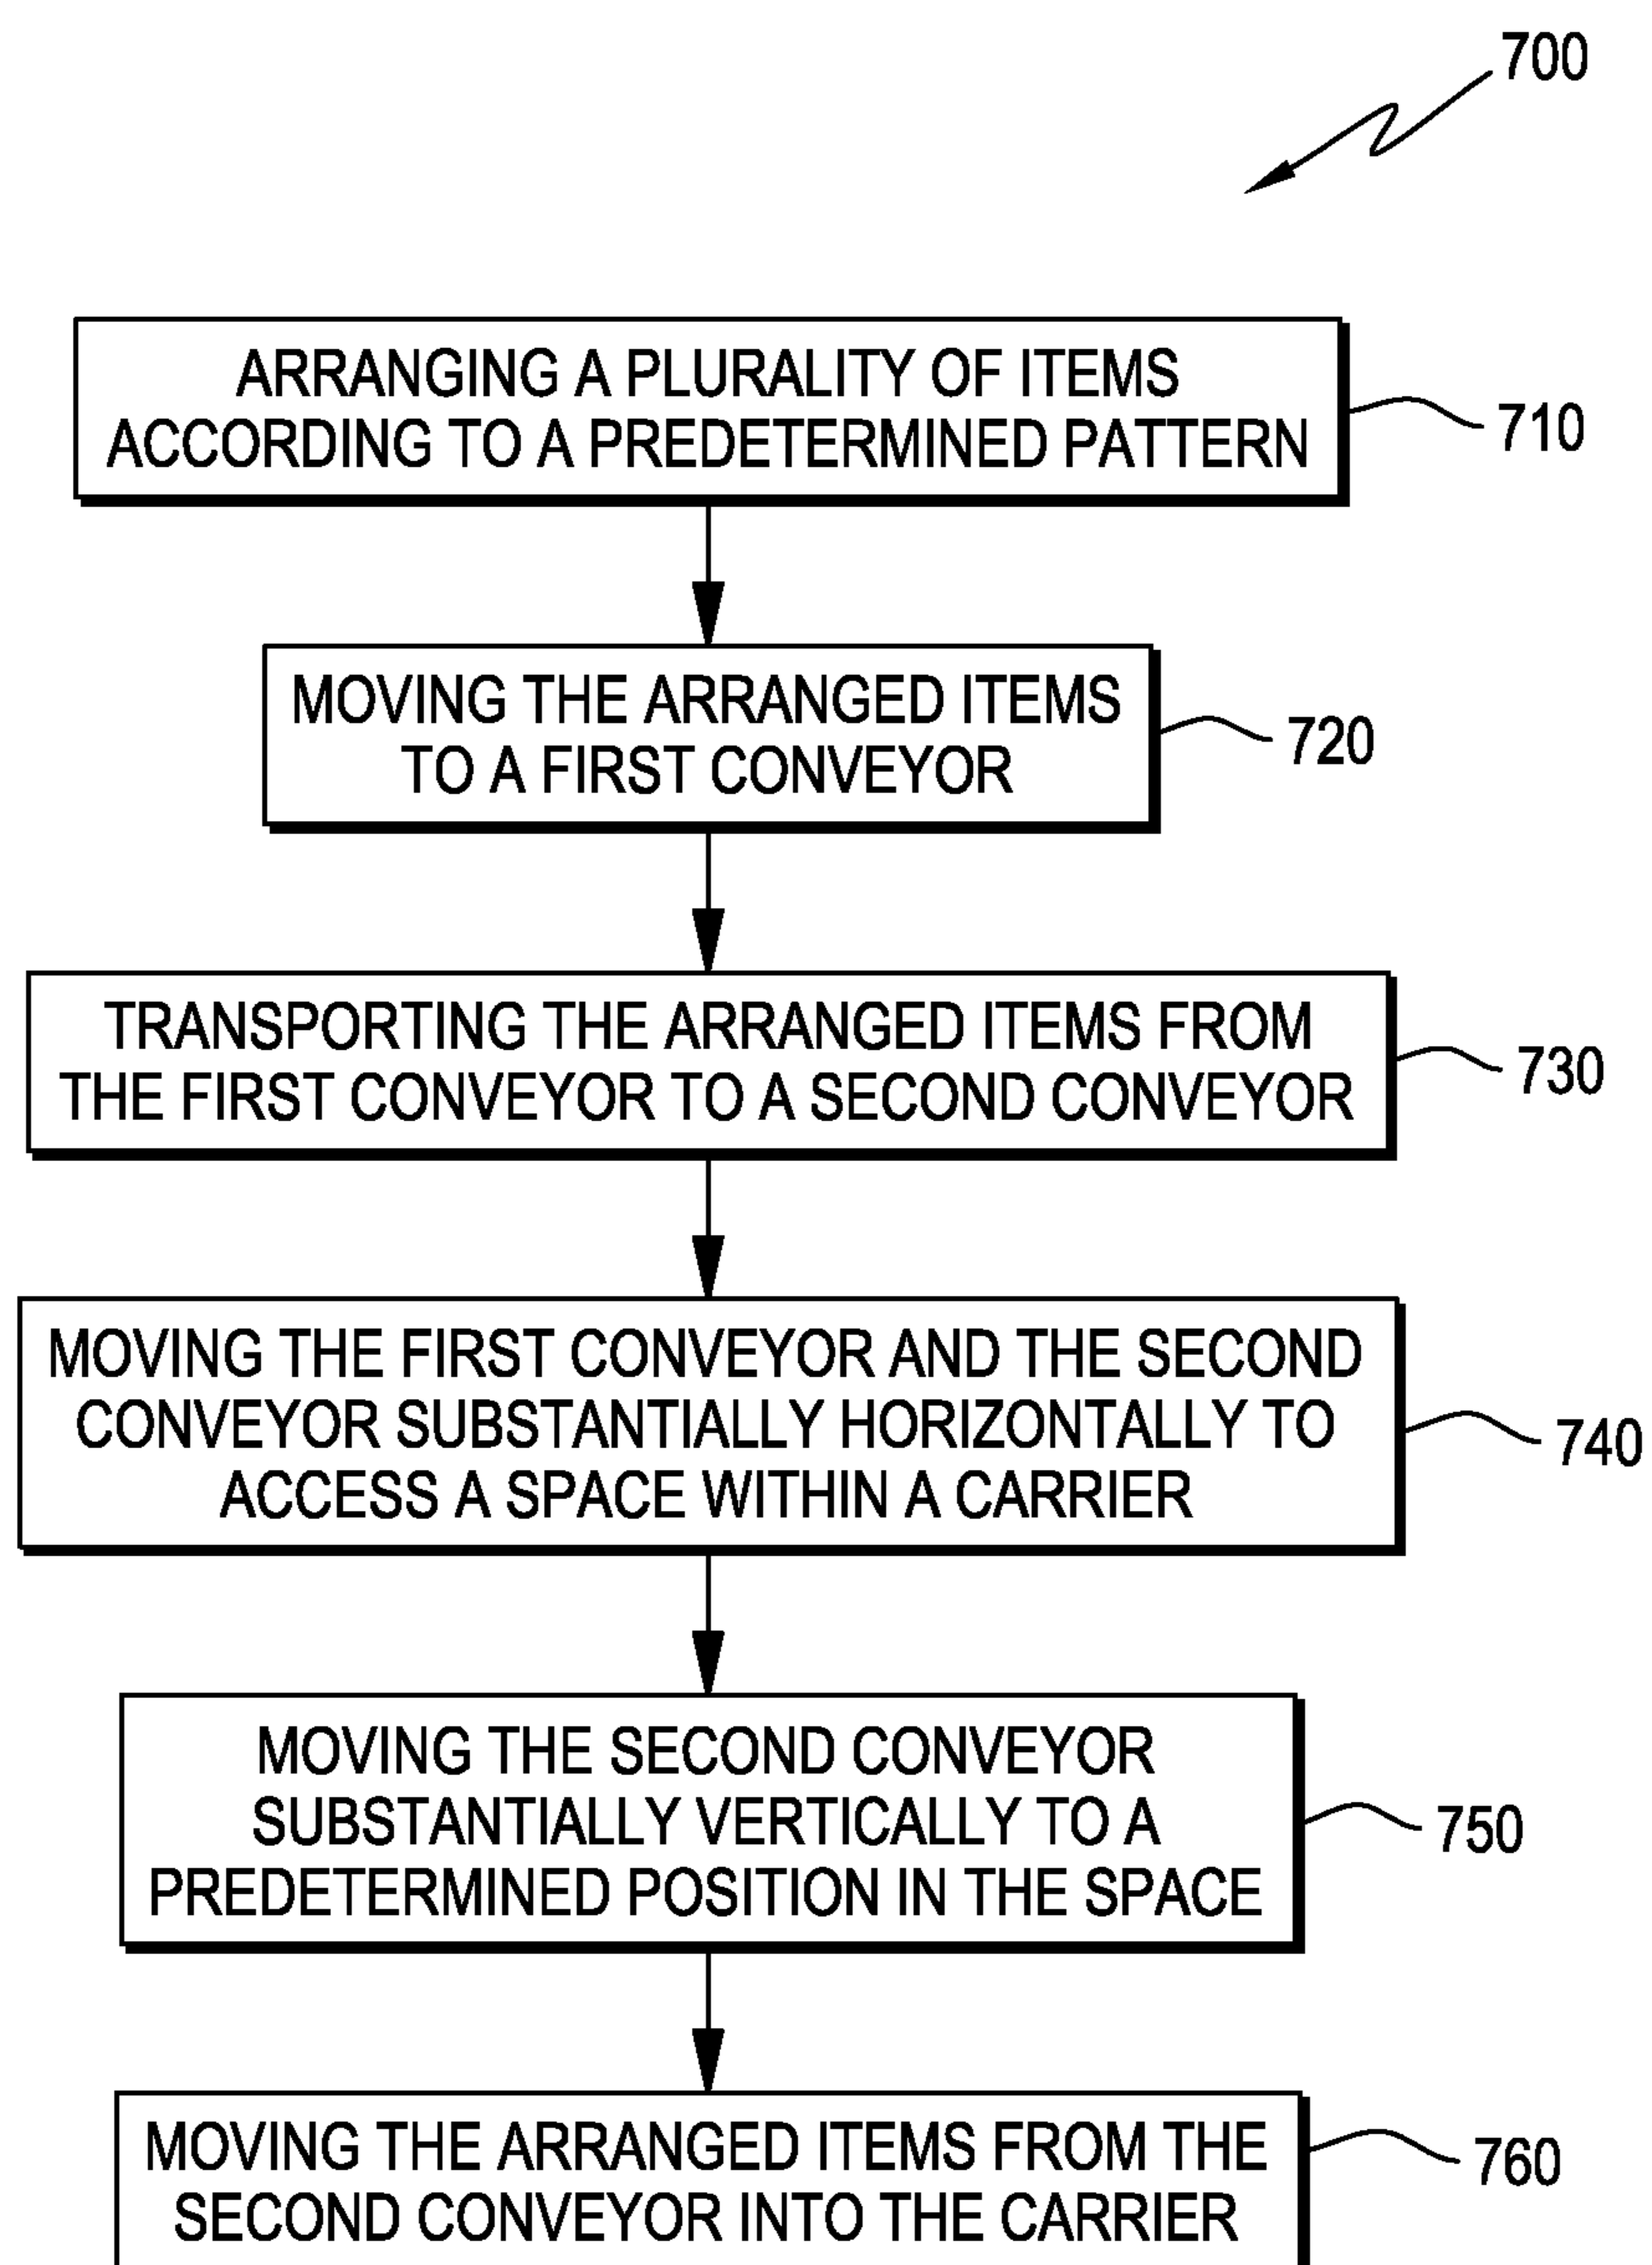 700
ARRANGING A PLURALITY OF ITEMS
ACCORDING TO A PREDETERMINED PATTERN
710
MOVING THE ARRANGED ITEMS
TO A FIRST CONVEYOR
720
TRANSPORTING THE ARRANGED ITEMS FROM
THE FIRST CONVEYOR TO A SECOND CONVEYOR
730
MOVING THE FIRST CONVEYOR AND THE SECOND
CONVEYOR SUBSTANTIALLY HORIZONTALLY TO
ACCESS A SPACE WITHIN A CARRIER
740
MOVING THE SECOND CONVEYOR
SUBSTANTIALLY VERTICALLY TO A
PREDETERMINED POSITION IN THE SPACE
750
MOVING THE ARRANGED ITEMS FROM THE
SECOND CONVEYOR INTO THE CARRIER
760